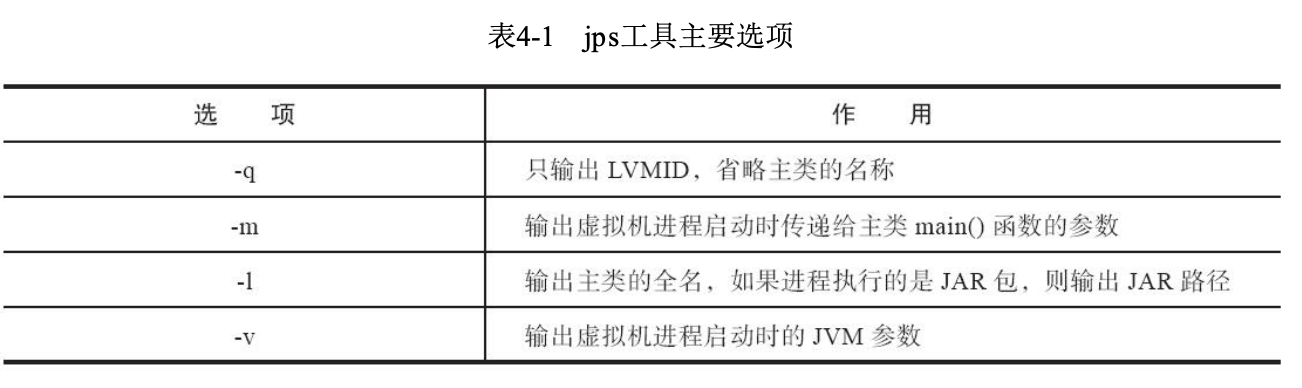 表4-1 jps工具主要选项
选 项 作 用
-q 只输出 LVMID，省略主类的名称
-m 输出虚拟机进程启动时传递给主类 main() 函数的参数
-l 输出主类的全名，如果进程执行的是 JAR 包，则输出 JAR 路径
-v 输出虚拟机进程启动时的 JVM 参数